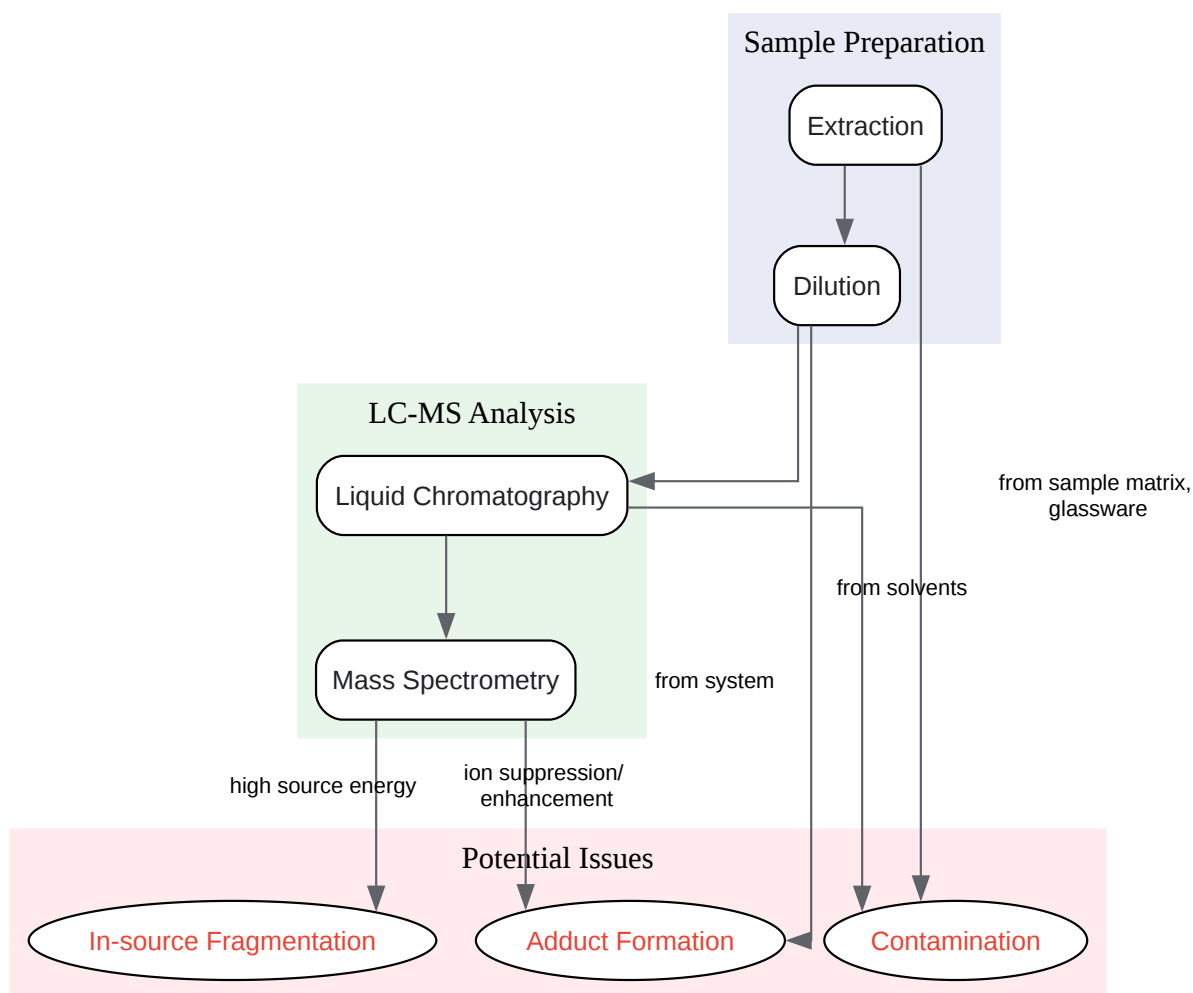 Sample Preparation
Extraction
Dilution
LC-MS Analysis
Liquid Chromatography
from sample matrix,
glassware
from solvents
Mass Spectrometry
from system
high source energy
ion suppression/
enhancement
Potential Issues
In-source Fragmentation
Adduct Formation
Contamination